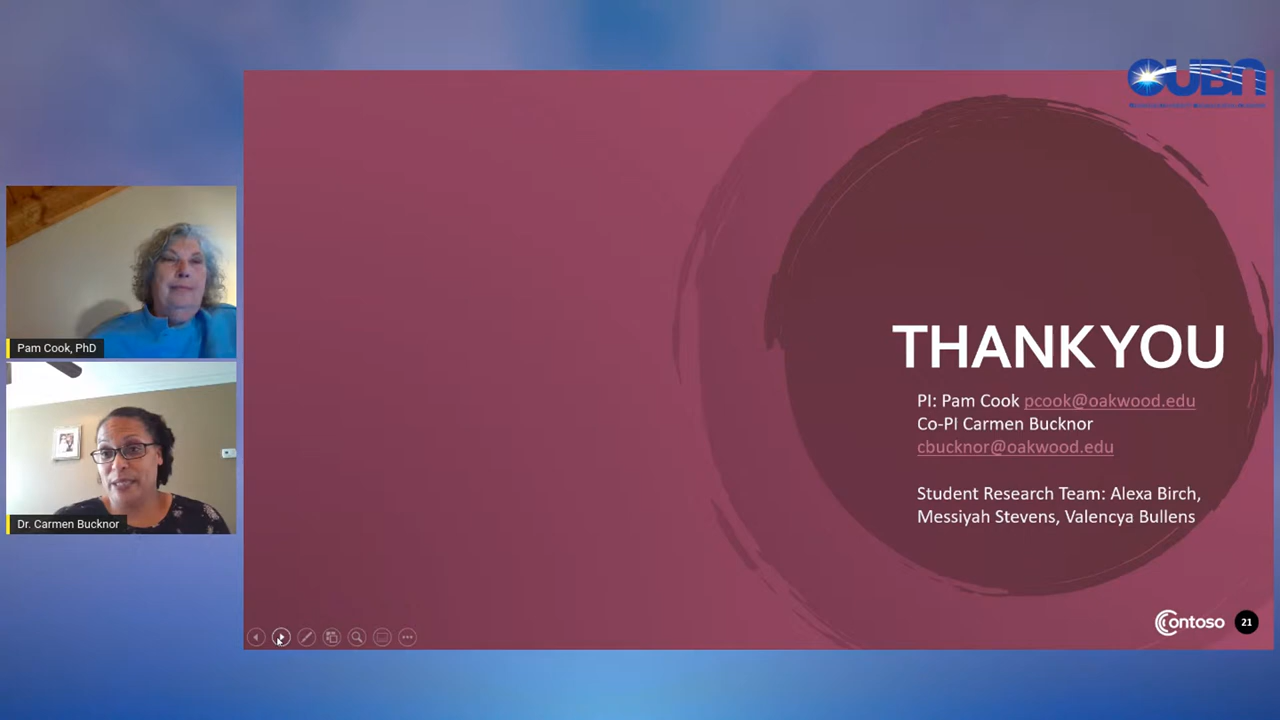 OUBN
Pam Cook, PhD
Dr. Carmen Bucknor
THANK YOU
PI: Pam Cook pcook@oakwood.edu
Co-PI Carmen Bucknor
cbucknor@oakwood.edu
Student Research Team: Alexa Birch,
Messiyah Stevens, Valencya Bullens
Contoso
21